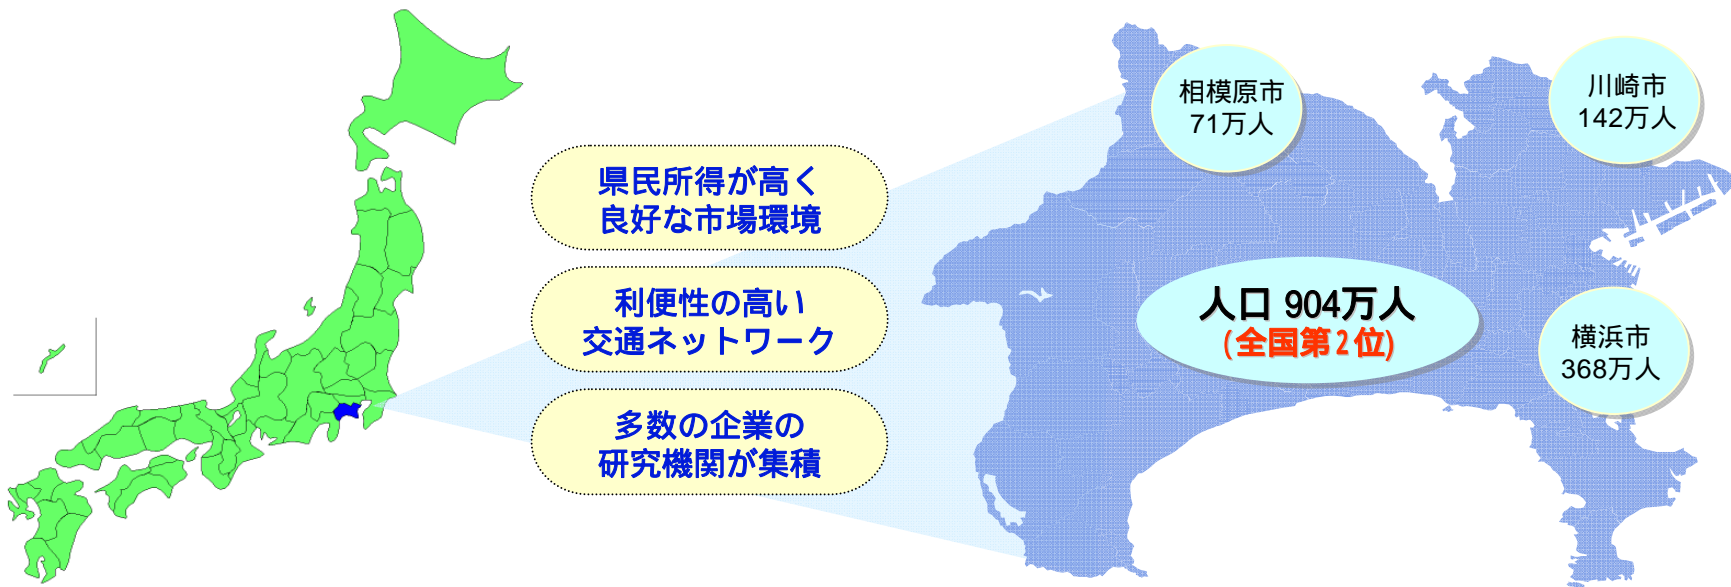 県民所得が高く
良好な市場環境
利便性の高い
交通ネットワーク
多数の企業の
研究機関が集積
相模原市
71万人
川崎市
142万人
人口 904万人
(全国第2位)
横浜市
368万人